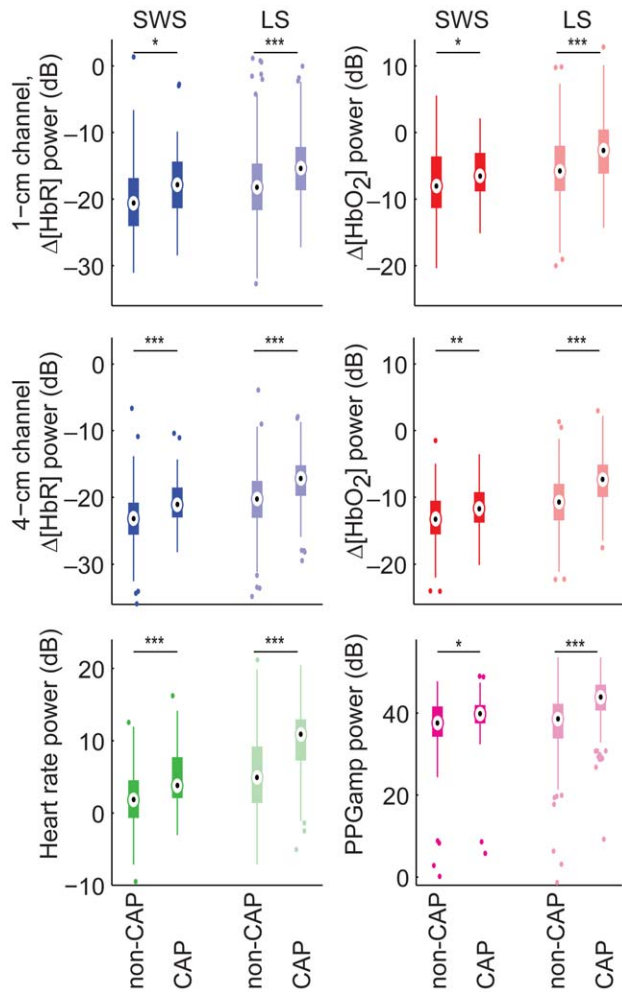 SWS LS SWS LS
* *** * ***
1−cm channel,
Δ[HbR] power (dB)
0
−10
−20
−30
Δ[HbO2] power (dB)
10
0
−10
−20
*** *** ** ***
4−cm channel
Δ[HbR] power (dB)
0
−10
−20
−30
Δ[HbO2] power (dB)
10
0
−10
−20
*** *** * ***
Heart rate power (dB)
20
10
0
−10
PPGamp power (dB)
40
20
0
non-CAP CAP non-CAP CAP non-CAP CAP non-CAP CAP